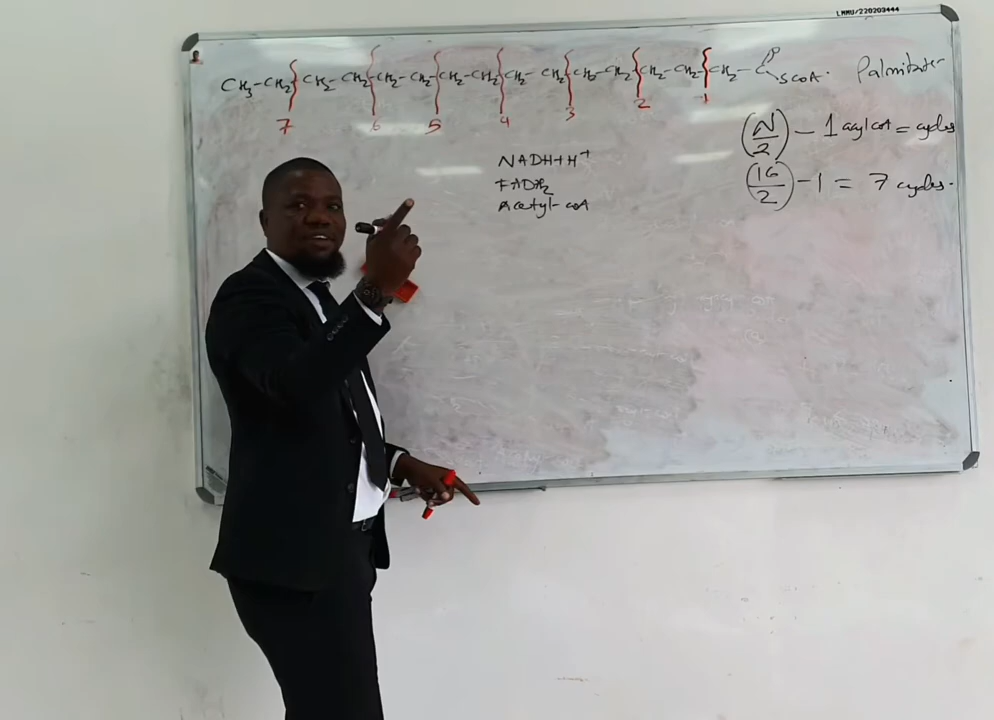 LMMU/220203444
CH3-CH2-CH2-CH2-CH2-CH2-CH2-CH2-CH2-CH2-CH2-CH2-CH2-CH2-CH2-C=O SCoA. Palmitate
7 6 5 4 3 2 1
(N/2) - 1 acyl coA = cycles
(16/2) - 1 = 7 cycles.
NADH+H+
FADH2
Acetyl-coA